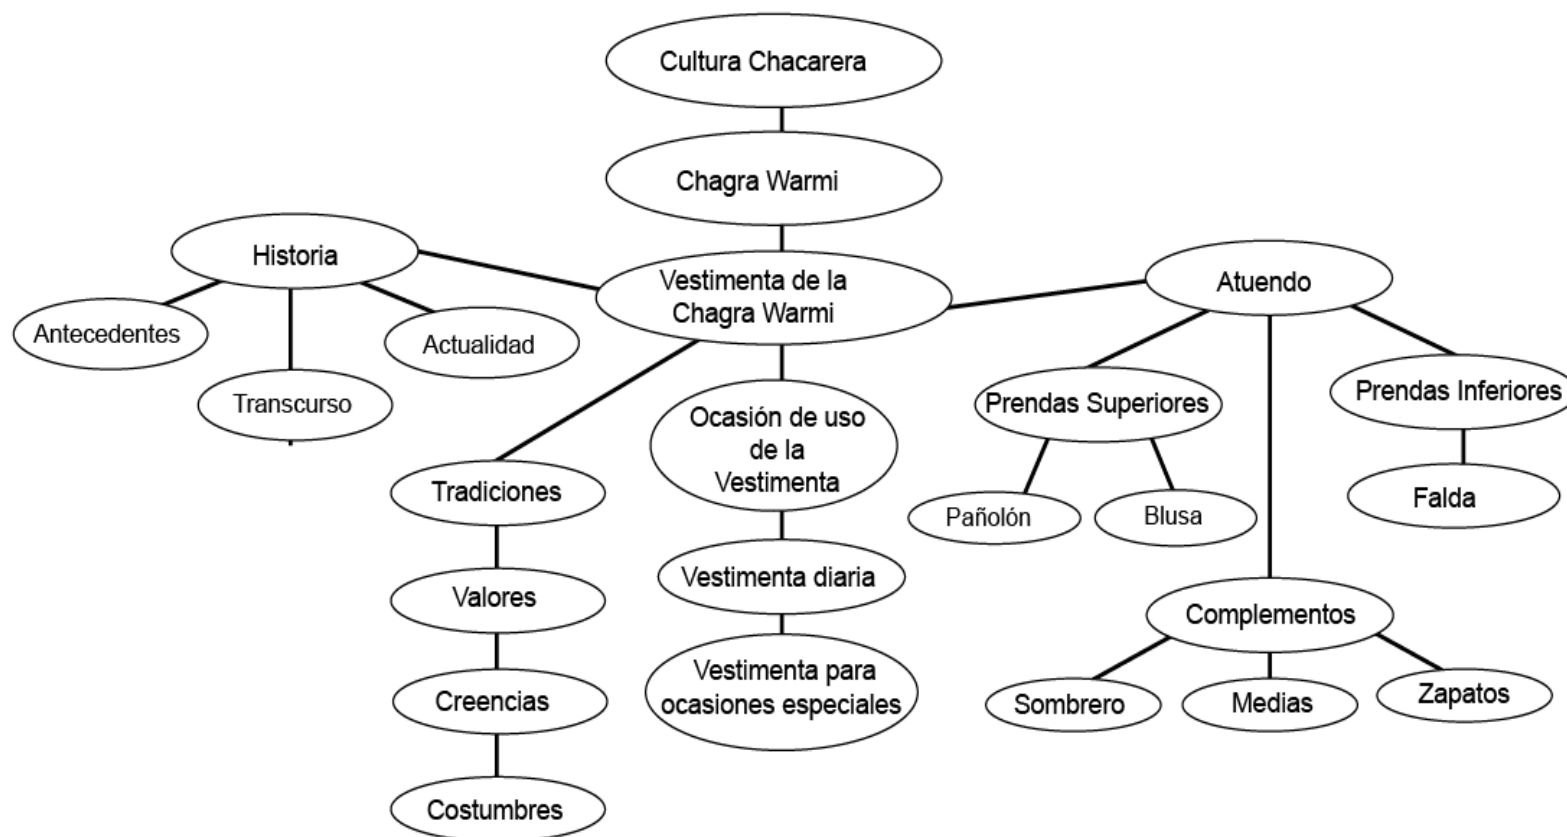 Cultura Chacarera
Chagra Warmi
Historia
Vestimenta de la
Chagra Warmi
Atuendo
Antecedentes
Actualidad
Transcurso
Tradiciones
Valores
Creencias
Costumbres
Ocasión de uso
de la
Vestimenta
Vestimenta diaria
Vestimenta para
ocasiones especiales
Prendas Superiores
Pañolón
Blusa
Prendas Inferiores
Falda
Complementos
Sombrero
Medias
Zapatos